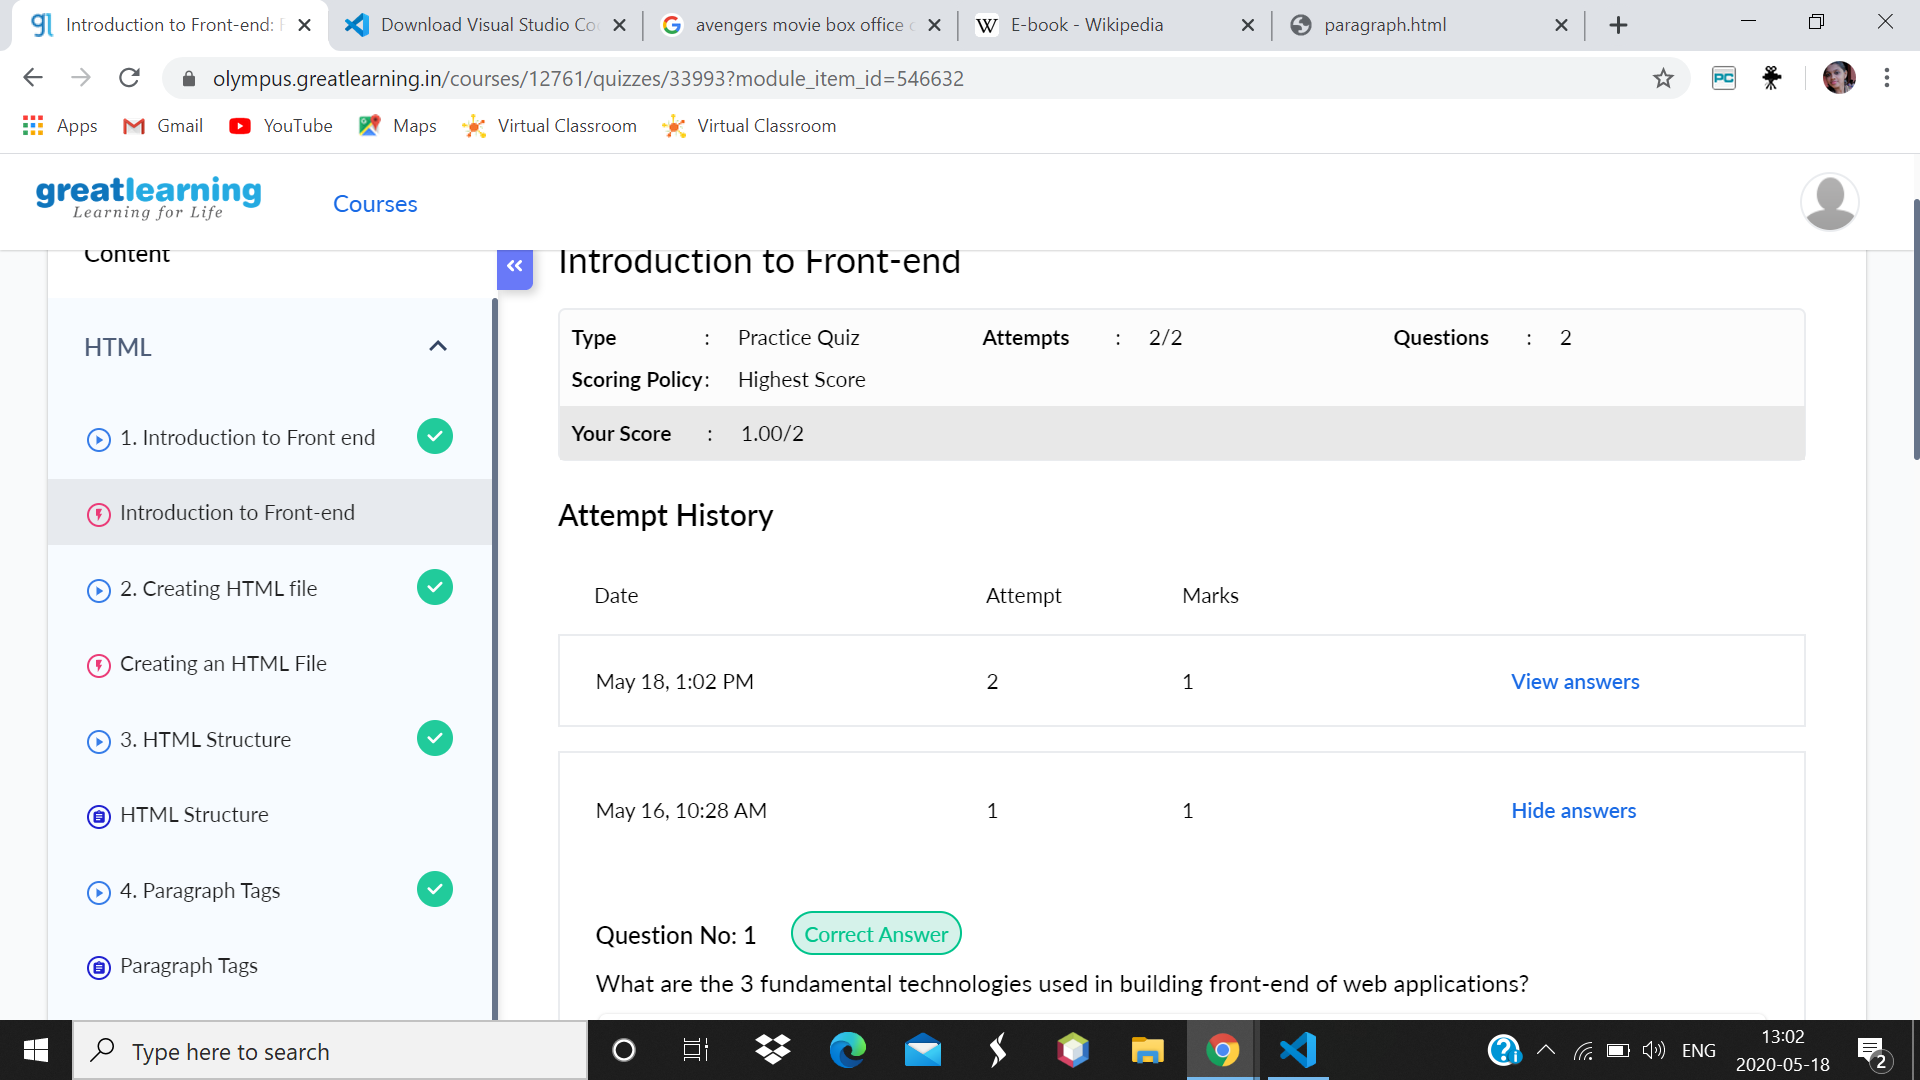 Introduction to Front-end: F
Download Visual Studio Co
avengers movie box office c
W E-book - Wikipedia
paragraph.html
olympus.greatlearning.in/courses/12761/quizzes/33993?module_item_id=546632
PC
Apps
Gmail
YouTube
Maps
Virtual Classroom
Virtual Classroom
greatlearning
Learning for Life
Courses
Content
HTML
1. Introduction to Front end
Introduction to Front-end
2. Creating HTML file
Creating an HTML File
3. HTML Structure
HTML Structure
4. Paragraph Tags
Paragraph Tags
Introduction to Front-end
Type : Practice Quiz Attempts : 2/2 Questions : 2
Scoring Policy: Highest Score
Your Score : 1.00/2
Attempt History
Date Attempt Marks
May 18, 1:02 PM 2 1 View answers
May 16, 10:28 AM 1 1 Hide answers
Question No: 1 Correct Answer
What are the 3 fundamental technologies used in building front-end of web applications?
Type here to search
ENG
13:02
2020-05-18
2